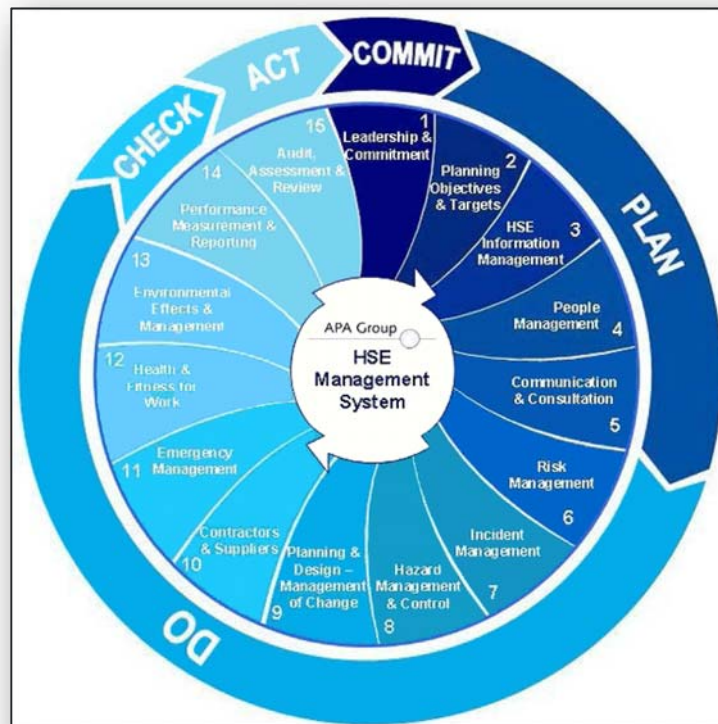 COMMIT
PLAN
DO
CHECK
ACT
1
Leadership &
Commitment
2
Planning
Objectives
& Targets
3
HSE
Information
Management
4
People
Management
5
Communication
& Consultation
6
Risk
Management
7
Incident
Management
8
Hazard
Management
& Control
9
Planning &
Design –
Management
of Change
10
Contractors
& Suppliers
11
Emergency
Management
12
Health &
Fitness for
Work
13
Environmental
Effects &
Management
14
Performance
Measurement &
Reporting
15
Audit,
Assessment &
Review
APA Group
HSE
Management
System